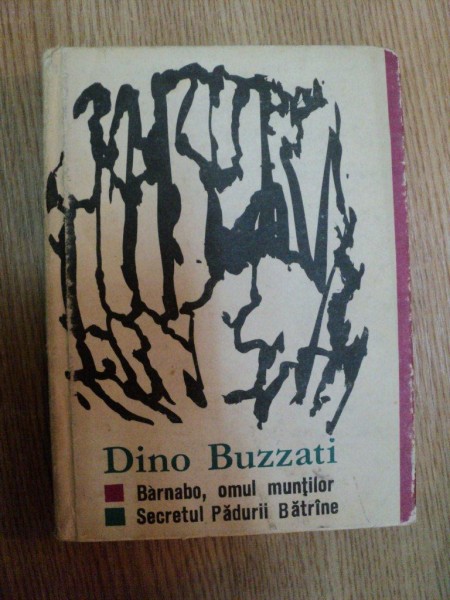 Dino Buzzati
Bàrnabo, omul munţilor
Secretul Pădurii Bătrîne